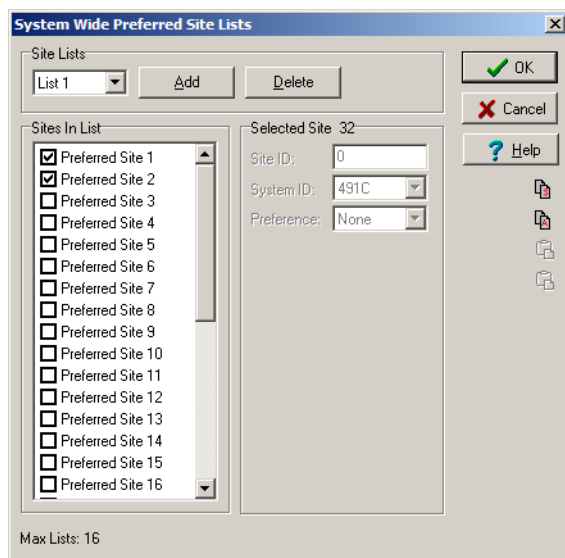 System Wide Preferred Site Lists
Site Lists
List 1
Add
Delete
OK
Cancel
Help
Sites In List
Preferred Site 1
Preferred Site 2
Preferred Site 3
Preferred Site 4
Preferred Site 5
Preferred Site 6
Preferred Site 7
Preferred Site 8
Preferred Site 9
Preferred Site 10
Preferred Site 11
Preferred Site 12
Preferred Site 13
Preferred Site 14
Preferred Site 15
Preferred Site 16
Selected Site 32
Site ID: 0
System ID: 491C
Preference: None
Max Lists: 16